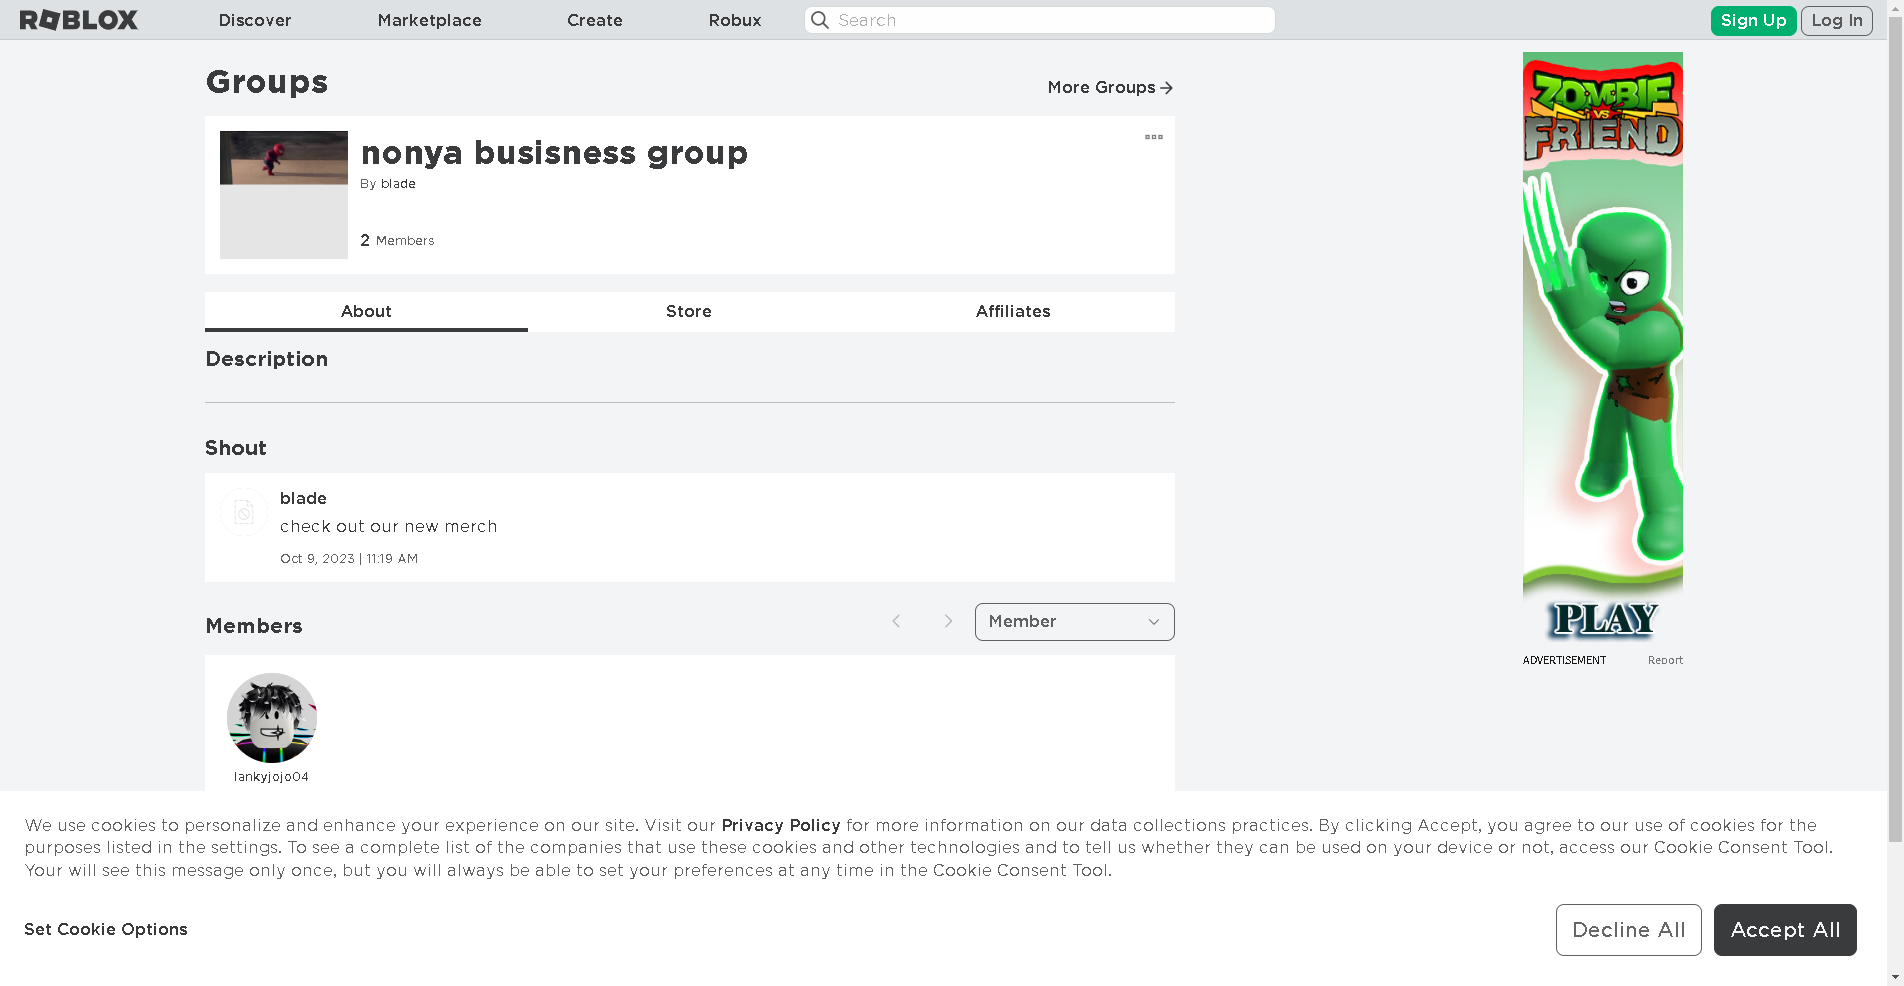 ROBLOX Discover Marketplace Create Robux Search Sign Up Log In
Groups
More Groups
nonya busisness group
By blade
2 Members
About Store Affiliates
Description
Shout
blade
check out our new merch
Oct 9, 2023 | 11:19 AM
Members
Member
lankyjojo04
ZOMBIE
VS
FRIEND
PLAY
ADVERTISEMENT Report
We use cookies to personalize and enhance your experience on our site. Visit our Privacy Policy for more information on our data collections practices. By clicking Accept, you agree to our use of cookies for the
purposes listed in the settings. To see a complete list of the companies that use these cookies and other technologies and to tell us whether they can be used on your device or not, access our Cookie Consent Tool.
Your will see this message only once, but you will always be able to set your preferences at any time in the Cookie Consent Tool.
Set Cookie Options
Decline All Accept All